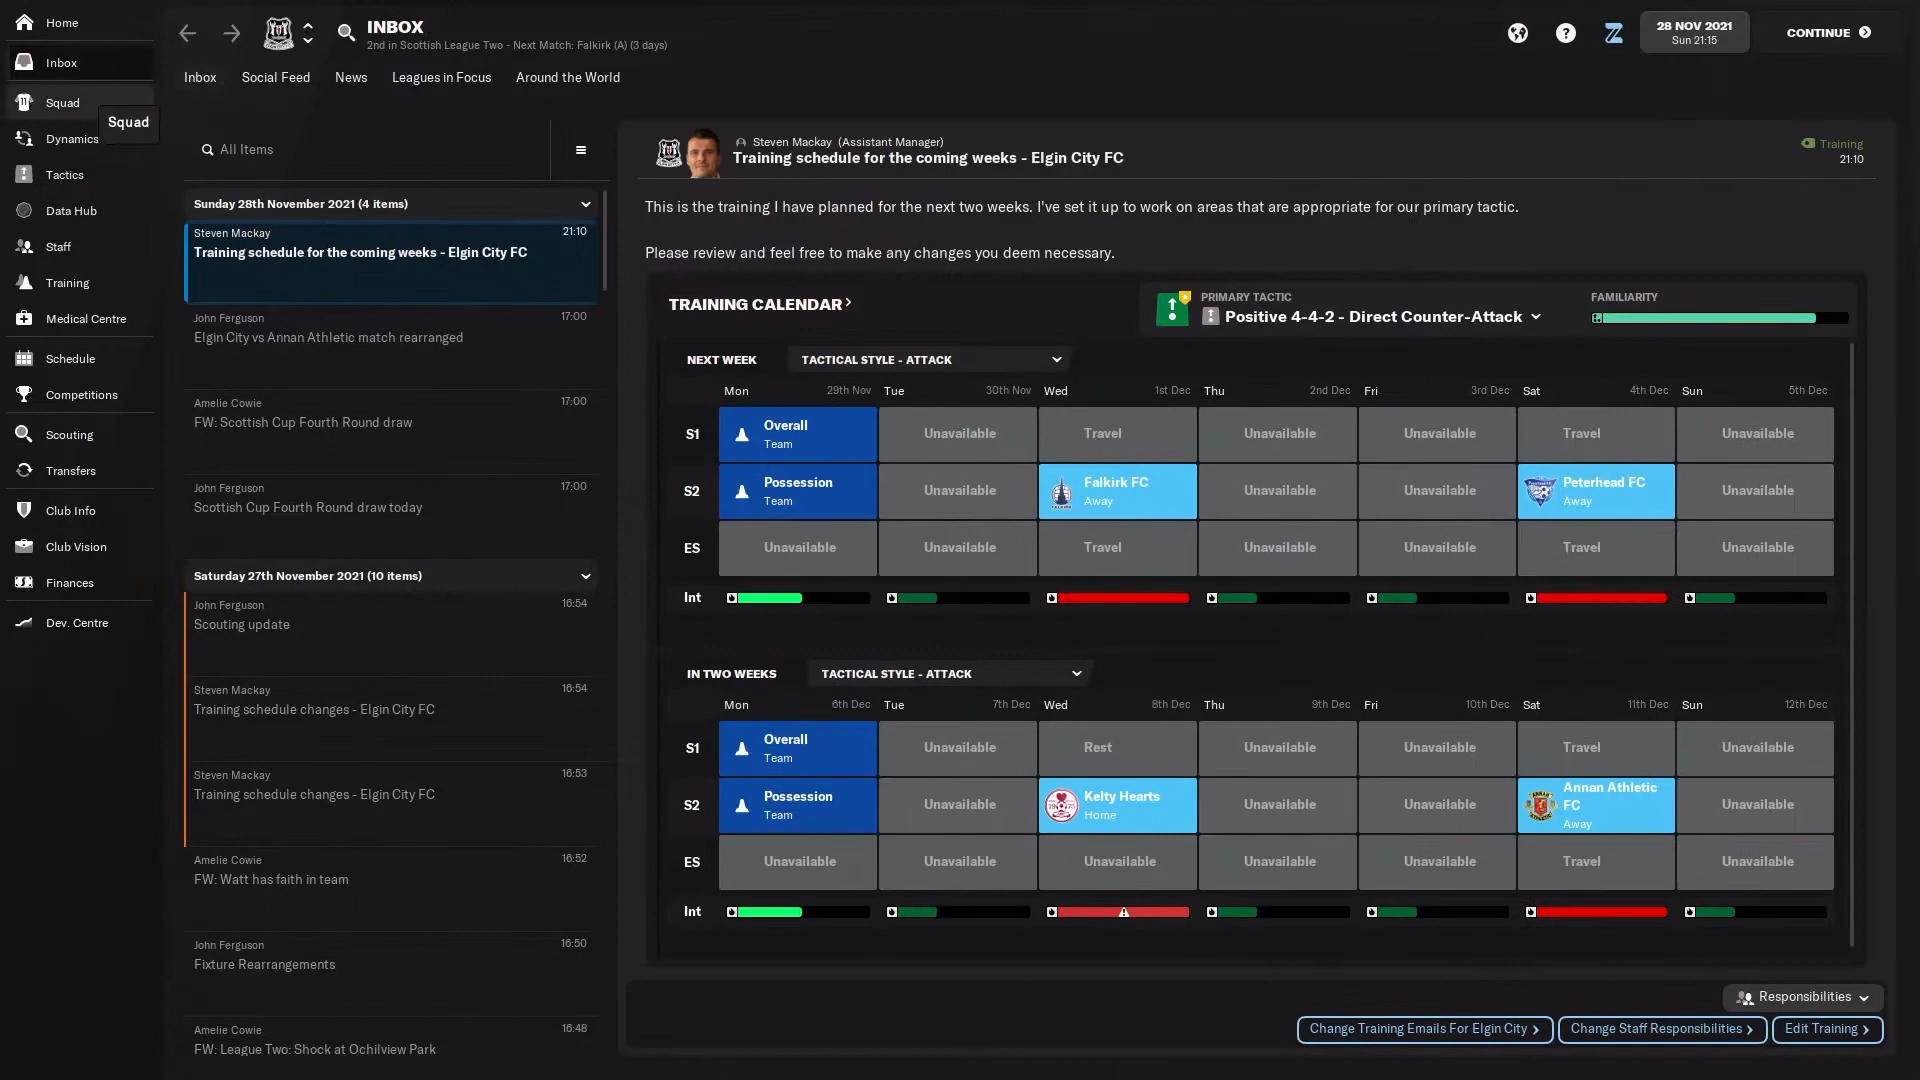 Home
Inbox
Squad
Squad
Dynamics
Tactics
Data Hub
Staff
Training
Medical Centre
Schedule
Competitions
Scouting
Transfers
Club Info
Club Vision
Finances
Dev. Centre
INBOX
2nd in Scottish League Two - Next Match: Falkirk (A) (3 days)
28 NOV 2021
Sun 21:15
CONTINUE
Inbox Social Feed News Leagues in Focus Around the World
All Items
Sunday 28th November 2021 (4 items)
Steven Mackay 21:10
Training schedule for the coming weeks - Elgin City FC
John Ferguson 17:00
Elgin City vs Annan Athletic match rearranged
Amelie Cowie 17:00
FW: Scottish Cup Fourth Round draw
John Ferguson 17:00
Scottish Cup Fourth Round draw today
Saturday 27th November 2021 (10 items)
John Ferguson 16:54
Scouting update
Steven Mackay 16:54
Training schedule changes - Elgin City FC
Steven Mackay 16:53
Training schedule changes - Elgin City FC
Amelie Cowie 16:52
FW: Watt has faith in team
John Ferguson 16:50
Fixture Rearrangements
Amelie Cowie 16:48
FW: League Two: Shock at Ochilview Park
Steven Mackay (Assistant Manager)
Training schedule for the coming weeks - Elgin City FC
Training
21:10
This is the training I have planned for the next two weeks. I've set it up to work on areas that are appropriate for our primary tactic.
Please review and feel free to make any changes you deem necessary.
TRAINING CALENDAR
PRIMARY TACTIC
Positive 4-4-2 - Direct Counter-Attack
FAMILIARITY
NEXT WEEK TACTICAL STYLE - ATTACK
Mon 29th Nov Tue 30th Nov Wed 1st Dec Thu 2nd Dec Fri 3rd Dec Sat 4th Dec Sun 5th Dec
S1 Overall Team Unavailable Travel Unavailable Unavailable Travel Unavailable
S2 Possession Team Unavailable Falkirk FC Away Unavailable Unavailable Peterhead FC Away Unavailable
ES Unavailable Unavailable Travel Unavailable Unavailable Travel Unavailable
Int
IN TWO WEEKS TACTICAL STYLE - ATTACK
Mon 6th Dec Tue 7th Dec Wed 8th Dec Thu 9th Dec Fri 10th Dec Sat 11th Dec Sun 12th Dec
S1 Overall Team Unavailable Rest Unavailable Unavailable Travel Unavailable
S2 Possession Team Unavailable Kelty Hearts Home Unavailable Unavailable Annan Athletic FC Away Unavailable
ES Unavailable Unavailable Unavailable Unavailable Unavailable Travel Unavailable
Int
Responsibilities
Change Training Emails For Elgin City Change Staff Responsibilities Edit Training